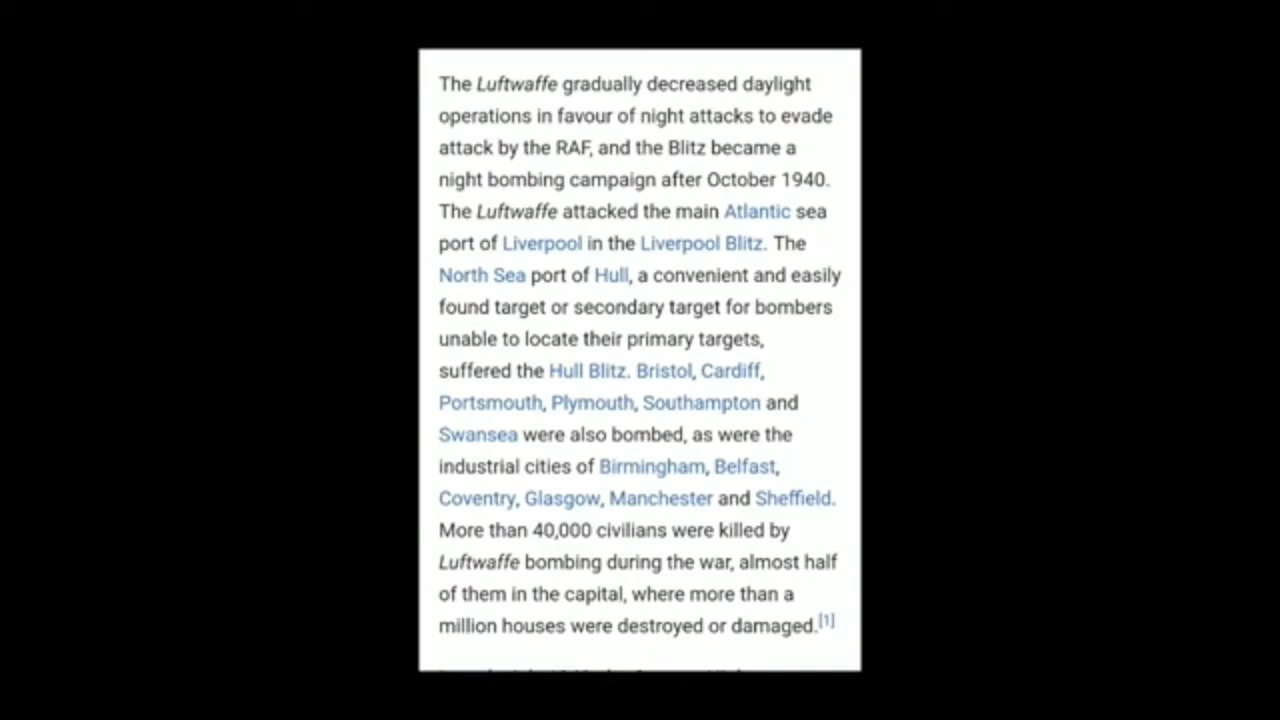 The Luftwaffe gradually decreased daylight
operations in favour of night attacks to evade
attack by the RAF, and the Blitz became a
night bombing campaign after October 1940.
The Luftwaffe attacked the main Atlantic sea
port of Liverpool in the Liverpool Blitz. The
North Sea port of Hull, a convenient and easily
found target or secondary target for bombers
unable to locate their primary targets,
suffered the Hull Blitz. Bristol, Cardiff,
Portsmouth, Plymouth, Southampton and
Swansea were also bombed, as were the
industrial cities of Birmingham, Belfast,
Coventry, Glasgow, Manchester and Sheffield.
More than 40,000 civilians were killed by
Luftwaffe bombing during the war, almost half
of them in the capital, where more than a
million houses were destroyed or damaged.[1]